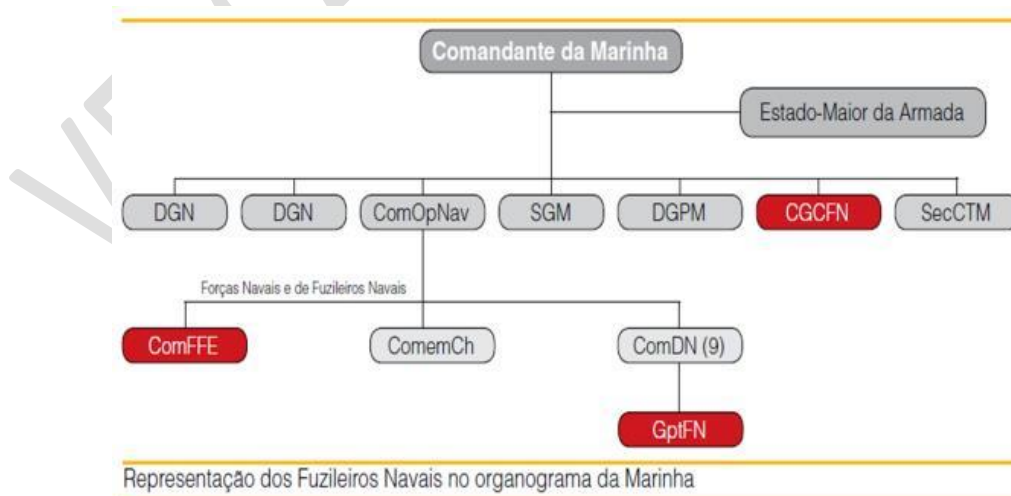 Comandante da Marinha
Estado-Maior da Armada
DGN DGN ComOpNav SGM DGPM CGCFN SecCTM
Forças Navais e de Fuzileiros Navais
ComFFE ComemCh ComDN (9)
GptFN
Representação dos Fuzileiros Navais no organograma da Marinha